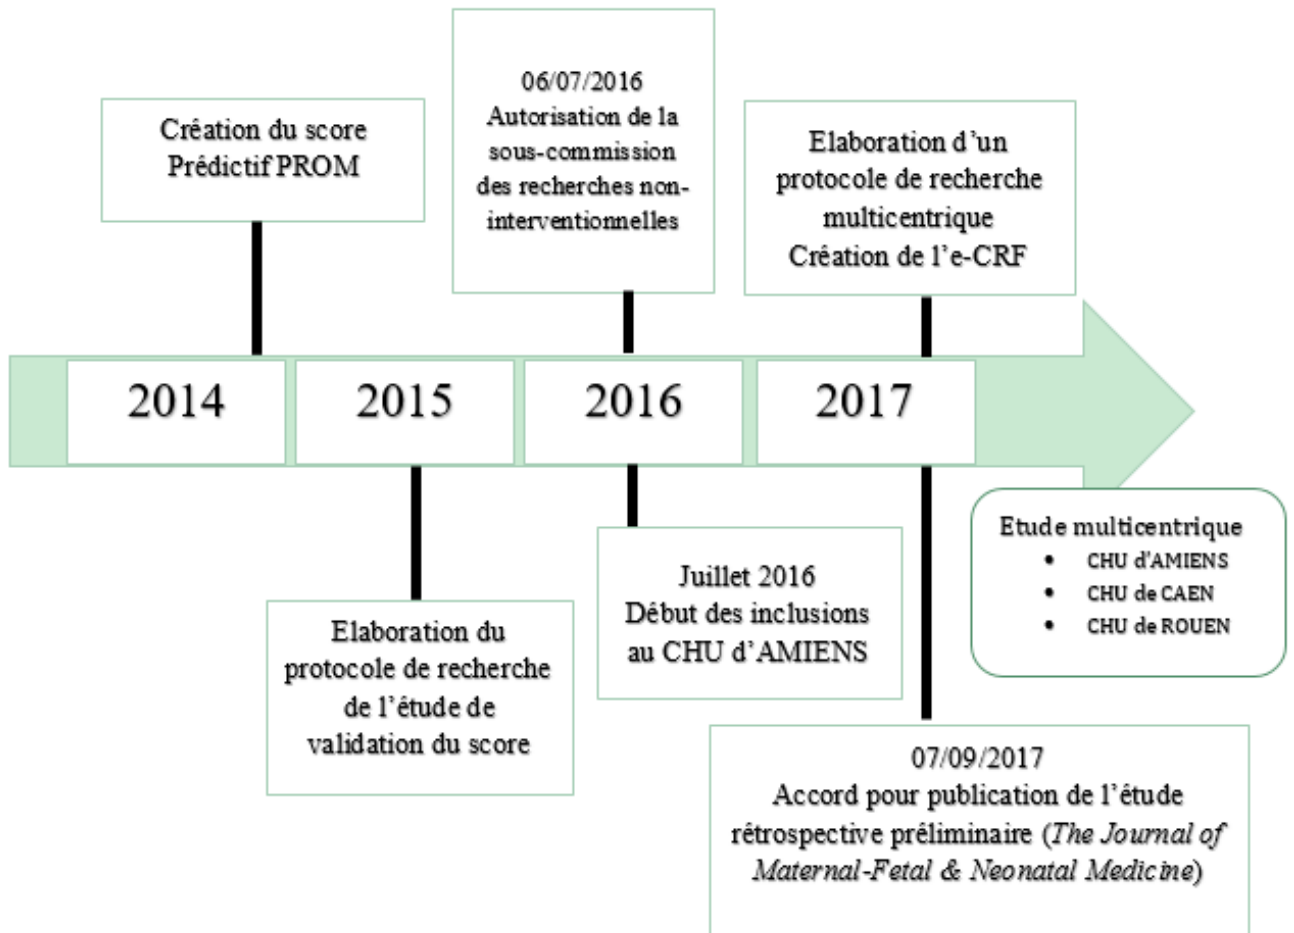 Création du score
Prédictif PROM
06/07/2016
Autorisation de la
sous-commission
des recherches non-
interventionnelles
Elaboration d’un
protocole de recherche
multicentrique
Création de l’e-CRF
2014
2015
2016
2017
Elaboration du
protocole de recherche
de l’étude de
validation du score
Juillet 2016
Début des inclusions
au CHU d’AMIENS
Etude multicentrique
• CHU d'AMIENS
• CHU de CAEN
• CHU de ROUEN
07/09/2017
Accord pour publication de l’étude
rétrospective préliminaire (The Journal of
Maternal-Fetal & Neonatal Medicine)